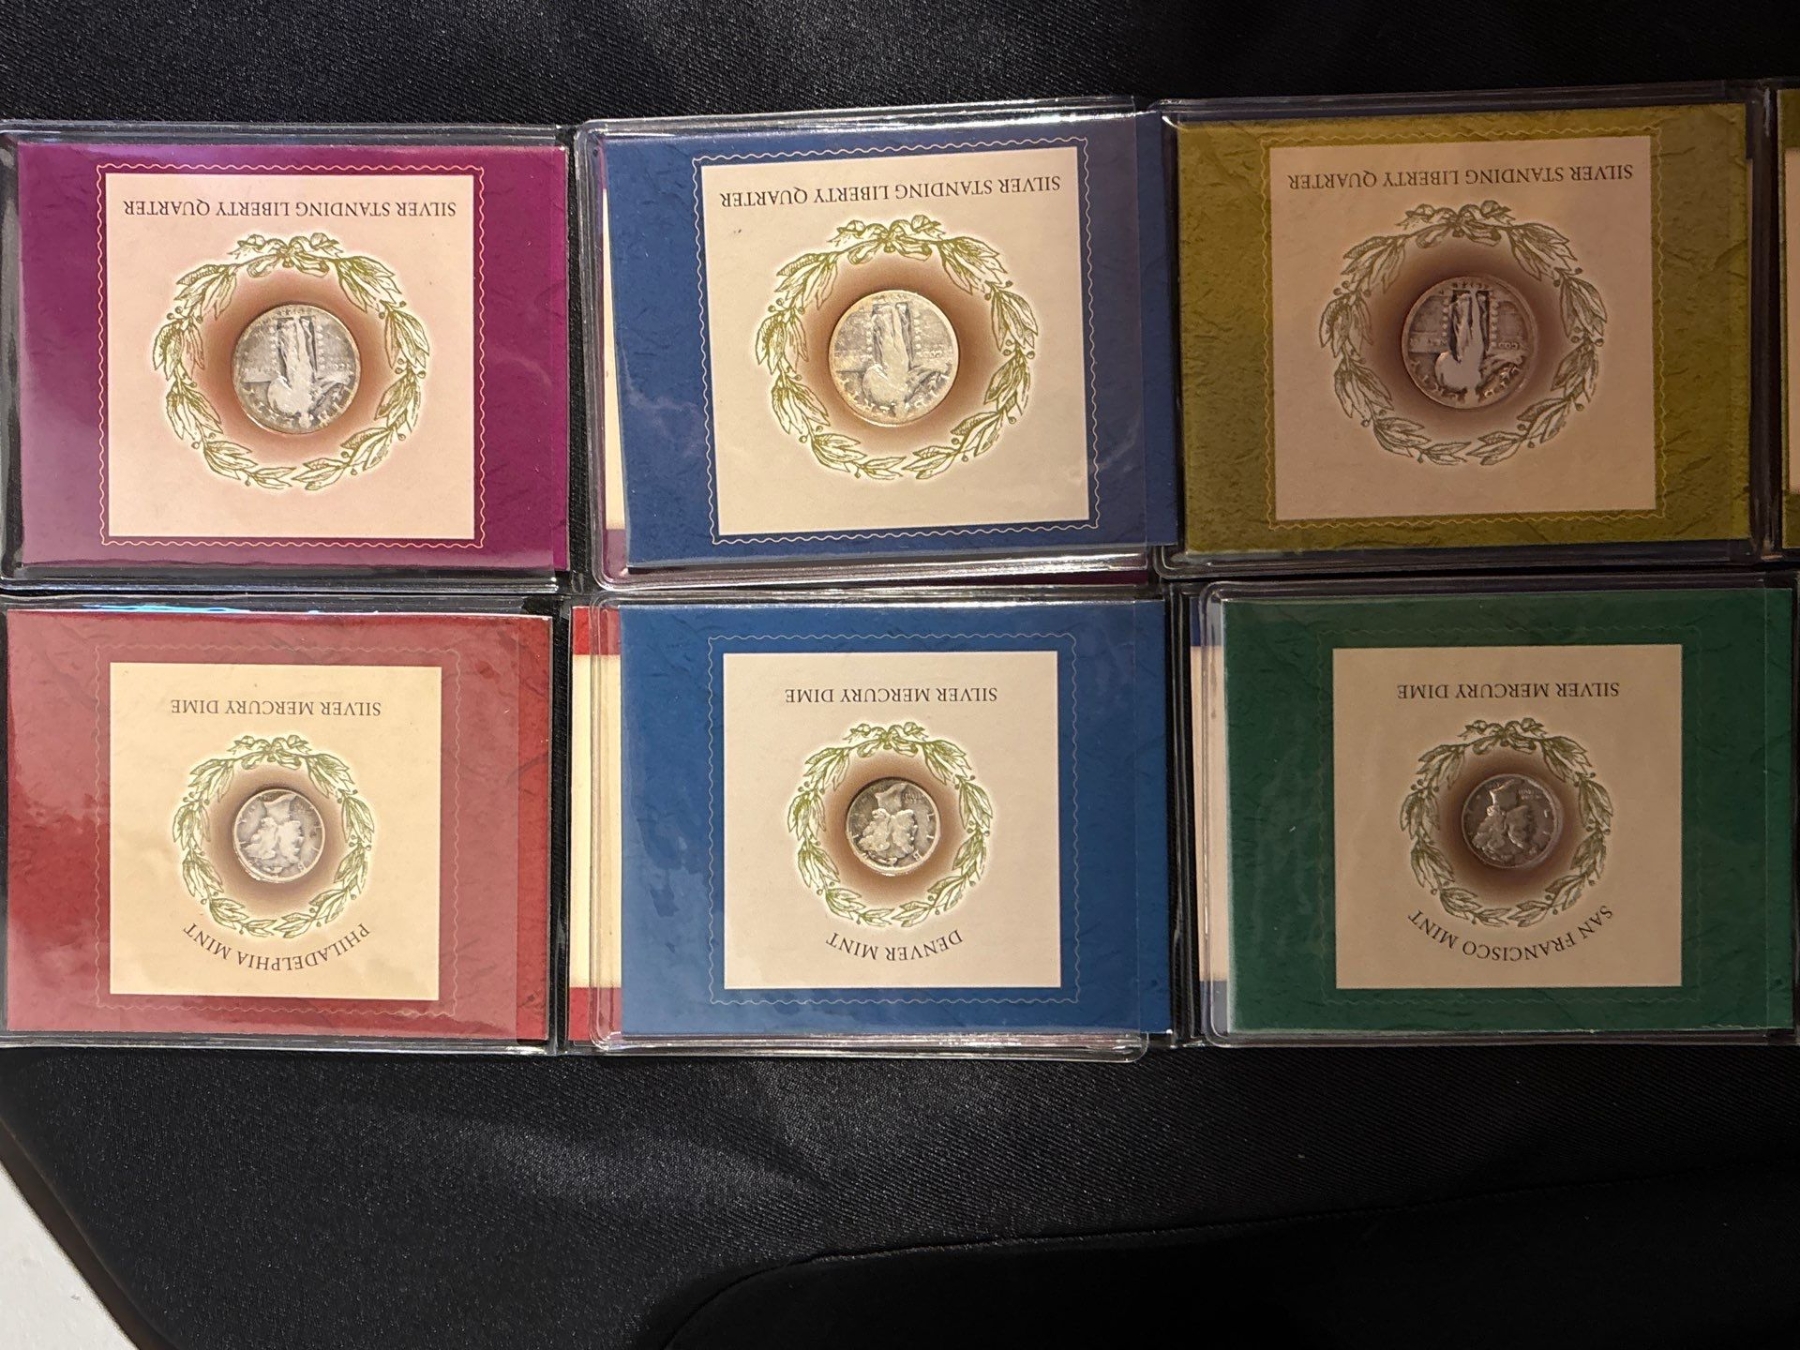 SAN FRANCISCO MINT
SILVER MERCURY DIME
DENVER MINT
SILVER MERCURY DIME
PHILADELPHIA MINT
SILVER MERCURY DIME
SILVER STANDING LIBERTY QUARTER
SILVER STANDING LIBERTY QUARTER
SILVER STANDING LIBERTY QUARTER